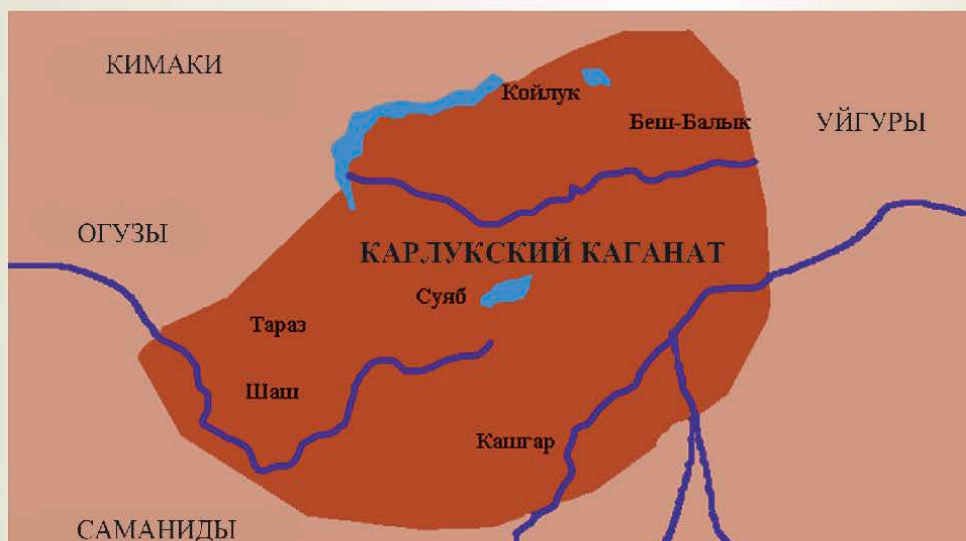 КИМАКИ
Койлук
Беш-Балык
УЙГУРЫ
ОГУЗЫ
КАРЛУКСКИЙ КАГАНАТ
Суяб
Тараз
Шаш
Кашгар
САМАНИДЫ